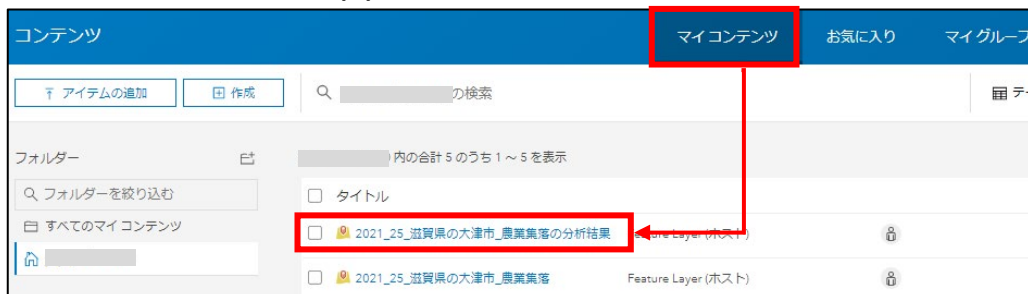 コンテンツ
マイ コンテンツ
お気に入り
マイ グループ
アイテムの追加
作成
の検索
テー
フォルダー
内の合計 5 のうち 1 ~ 5 を表示
フォルダーを絞り込む
タイトル
すべてのマイ コンテンツ
2021_25_滋賀県の大津市_農業集落の分析結果
Feature Layer (ホスト)
2021_25_滋賀県の大津市_農業集落
Feature Layer (ホスト)